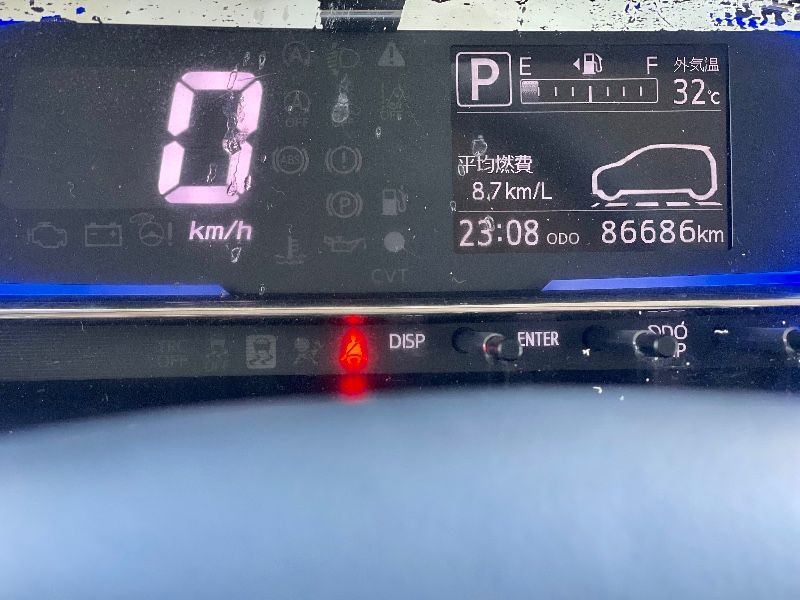 0
km/h
A
A
OFF
OFF
ABS
P
CVT
P E F 外気温
32℃
平均燃費
8.7km/L
23:08 ODO 86686km
DISP ENTER ODO